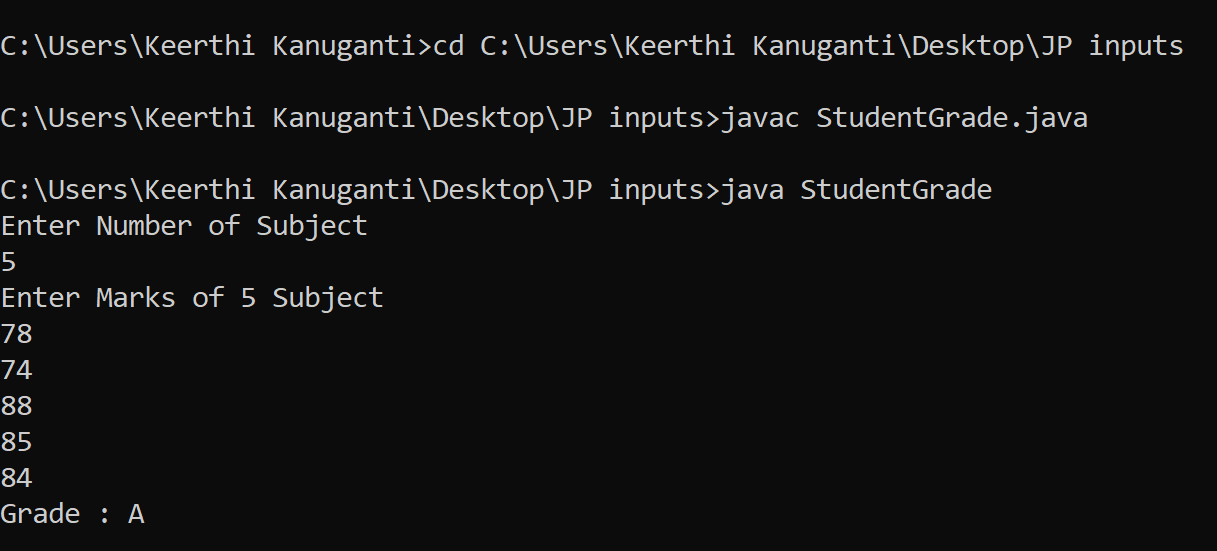 C:\Users\Keerthi Kanuganti>cd C:\Users\Keerthi Kanuganti\Desktop\JP inputs
C:\Users\Keerthi Kanuganti\Desktop\JP inputs>javac StudentGrade.java
C:\Users\Keerthi Kanuganti\Desktop\JP inputs>java StudentGrade
Enter Number of Subject
5
Enter Marks of 5 Subject
78
74
88
85
84
Grade : A